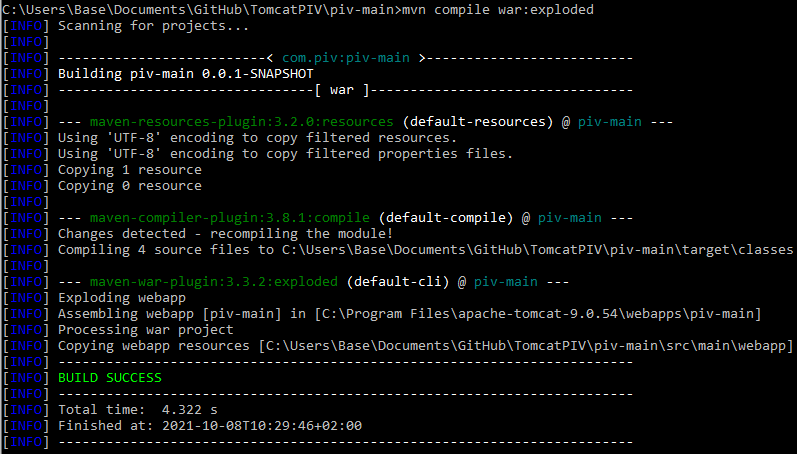 C:\Users\Base\Documents\GitHub\TomcatPIV\piv-main>mvn compile war:exploded
[INFO] Scanning for projects...
[INFO]
[INFO] --------------------------< com.piv:piv-main >--------------------------
[INFO] Building piv-main 0.0.1-SNAPSHOT
[INFO] --------------------------------[ war ]---------------------------------
[INFO]
[INFO] --- maven-resources-plugin:3.2.0:resources (default-resources) @ piv-main ---
[INFO] Using 'UTF-8' encoding to copy filtered resources.
[INFO] Using 'UTF-8' encoding to copy filtered properties files.
[INFO] Copying 1 resource
[INFO] Copying 0 resource
[INFO]
[INFO] --- maven-compiler-plugin:3.8.1:compile (default-compile) @ piv-main ---
[INFO] Changes detected - recompiling the module!
[INFO] Compiling 4 source files to C:\Users\Base\Documents\GitHub\TomcatPIV\piv-main\target\classes
[INFO]
[INFO] --- maven-war-plugin:3.3.2:exploded (default-cli) @ piv-main ---
[INFO] Exploding webapp
[INFO] Assembling webapp [piv-main] in [C:\Program Files\apache-tomcat-9.0.54\webapps\piv-main]
[INFO] Processing war project
[INFO] Copying webapp resources [C:\Users\Base\Documents\GitHub\TomcatPIV\piv-main\src\main\webapp]
[INFO] ------------------------------------------------------------------------
[INFO] BUILD SUCCESS
[INFO] ------------------------------------------------------------------------
[INFO] Total time:  4.322 s
[INFO] Finished at: 2021-10-08T10:29:46+02:00
[INFO] ------------------------------------------------------------------------